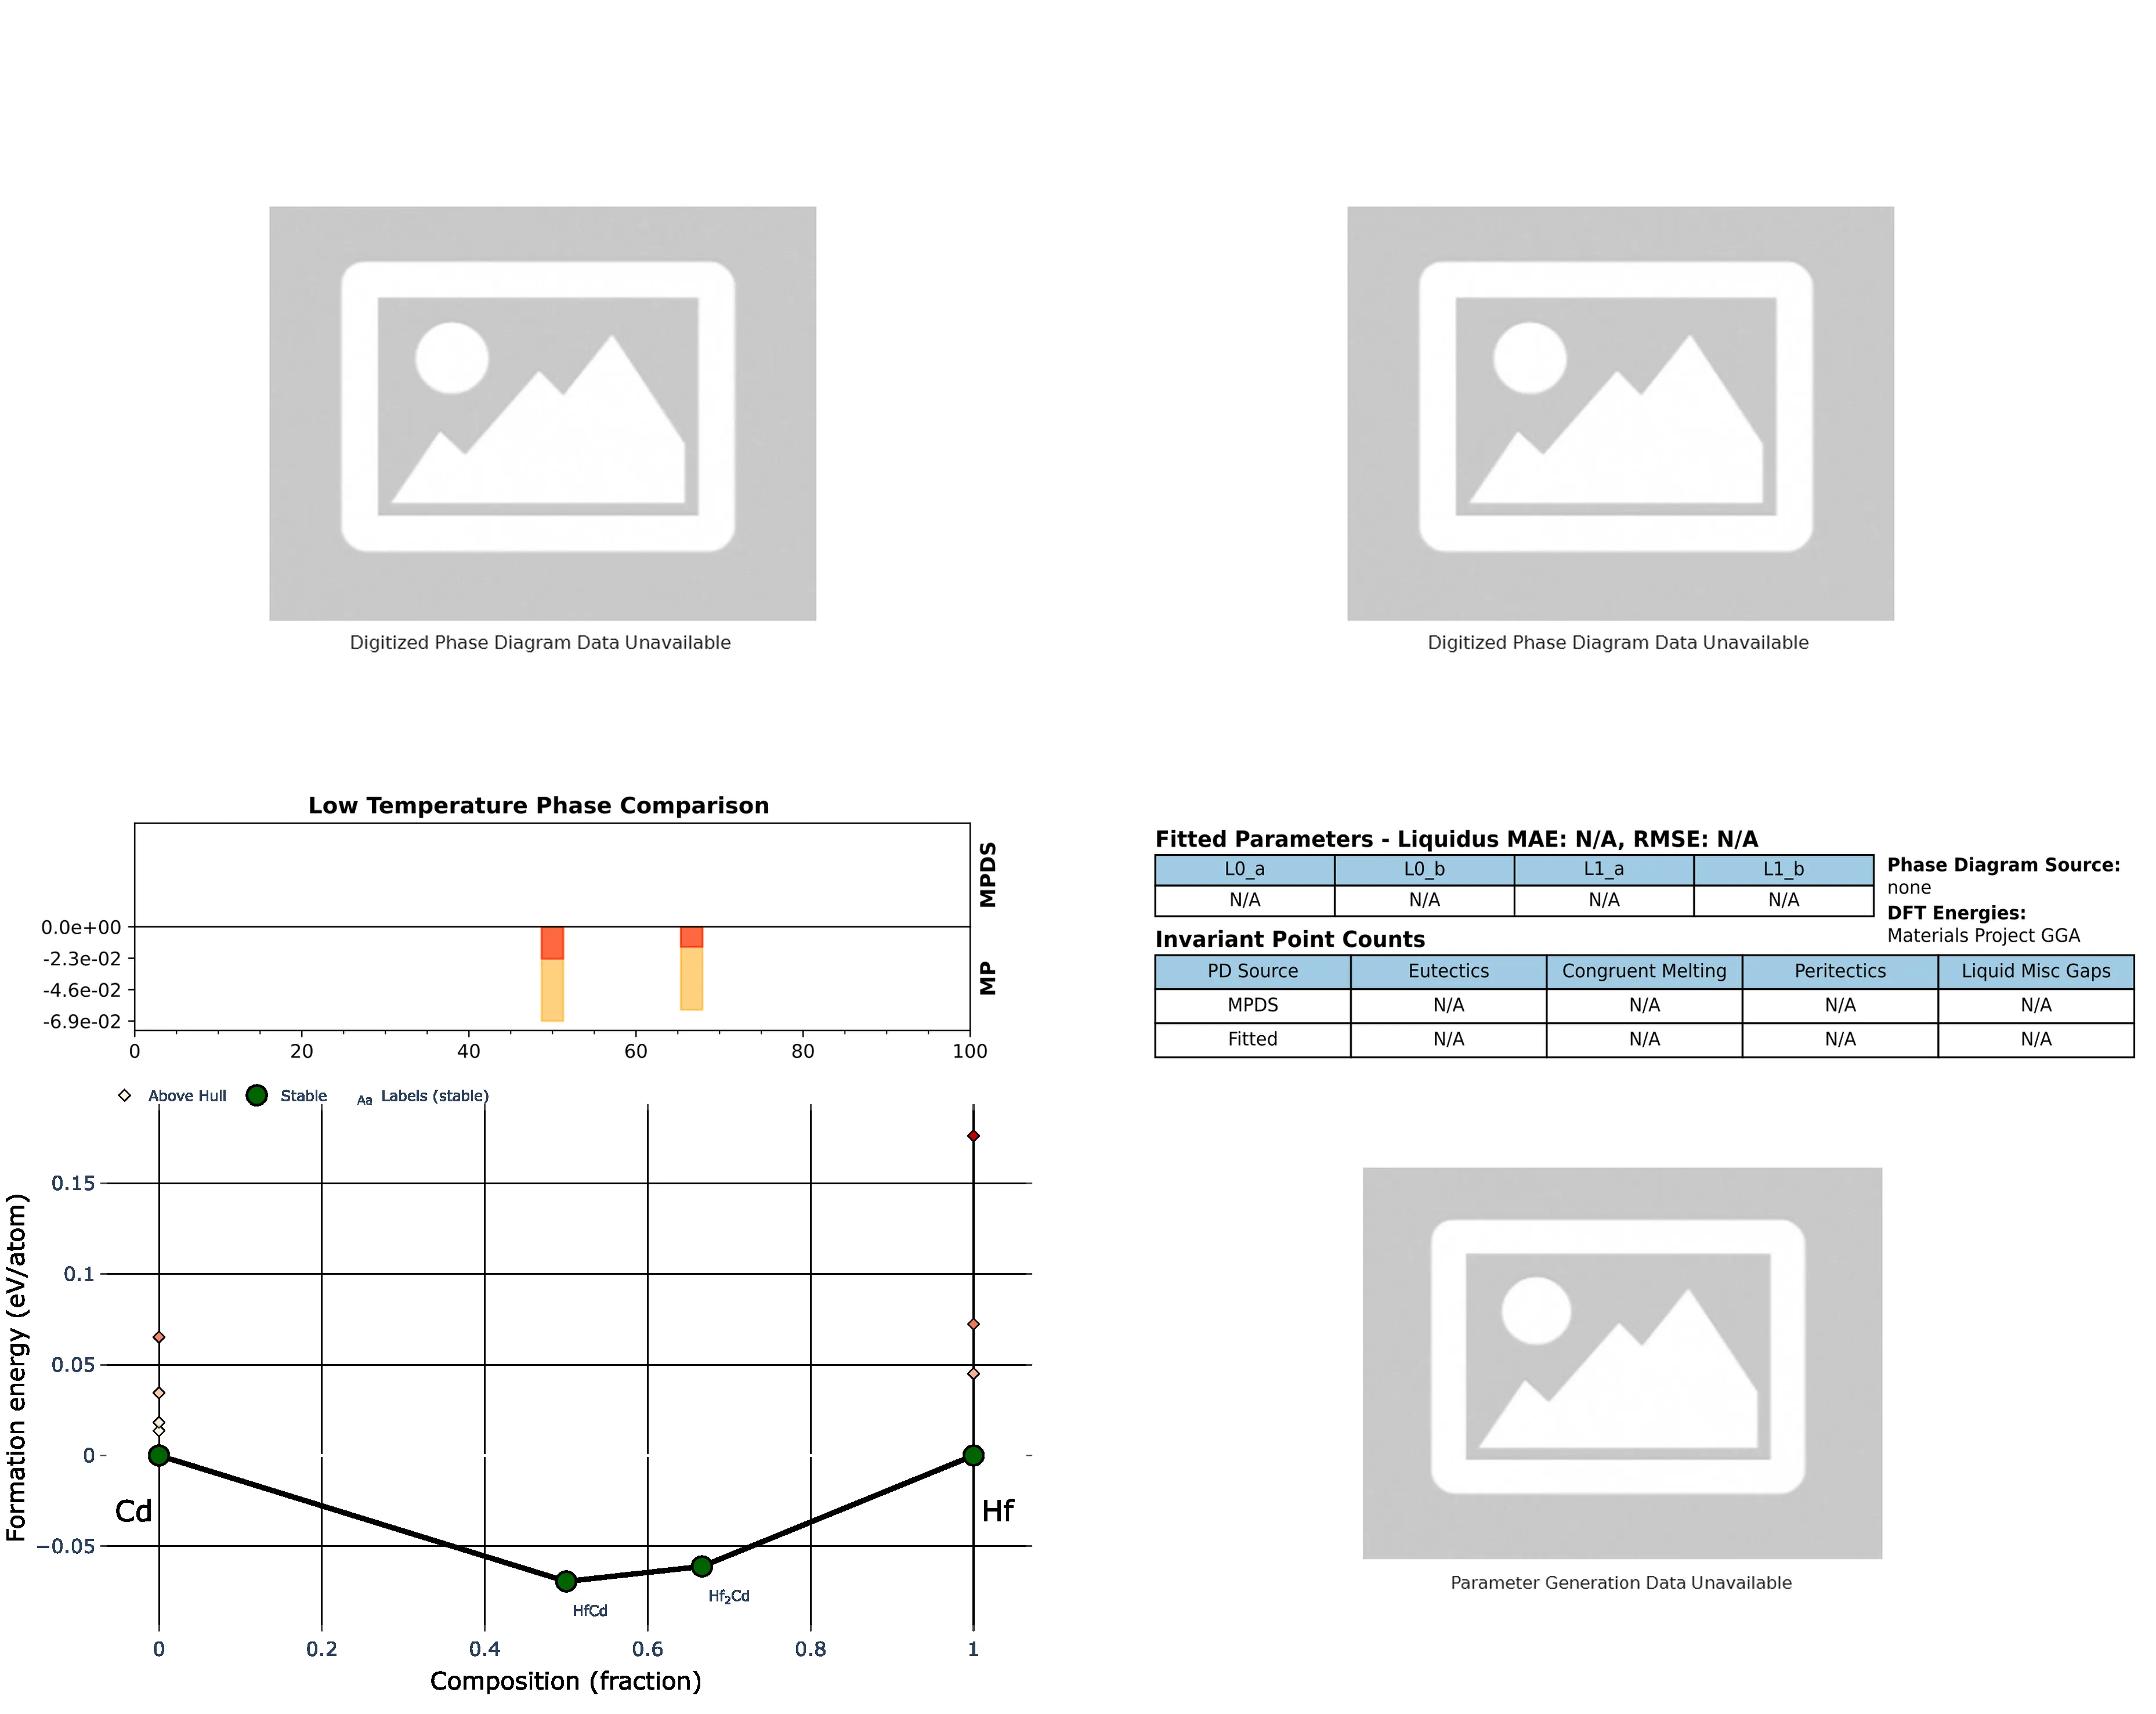 Digitized Phase Diagram Data Unavailable
Digitized Phase Diagram Data Unavailable
Low Temperature Phase Comparison
MPDS
0.0e+00
-2.3e-02
-4.6e-02
-6.9e-02
MP
0 20 40 60 80 100
Fitted Parameters - Liquidus MAE: N/A, RMSE: N/A
L0_a L0_b L1_a L1_b
N/A N/A N/A N/A
Phase Diagram Source:
none
DFT Energies:
Materials Project GGA
Invariant Point Counts
PD Source Eutectics Congruent Melting Peritectics Liquid Misc Gaps
MPDS N/A N/A N/A N/A
Fitted N/A N/A N/A N/A
Above Hull Stable Aa Labels (stable)
Formation energy (eV/atom)
0.15
0.1
0.05
0
−0.05
Cd
Hf
HfCd
Hf₂Cd
0 0.2 0.4 0.6 0.8 1
Composition (fraction)
Parameter Generation Data Unavailable